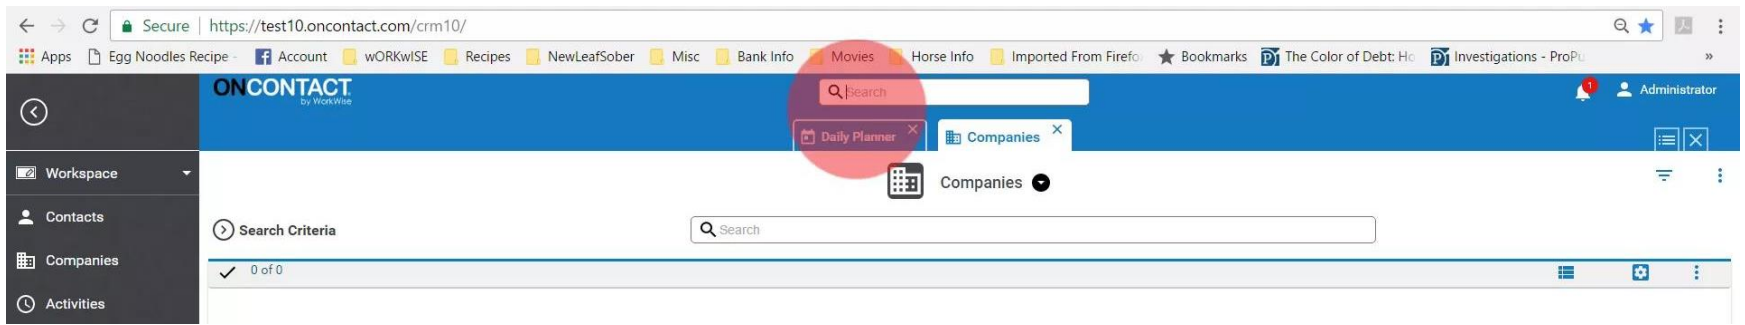 Secure | https://test10.oncontact.com/crm10/
Apps Egg Noodles Recipe - Account wORKwISE Recipes NewLeafSober Misc Bank Info Movies Horse Info Imported From Firefo Bookmarks The Color of Debt: Ho Investigations - ProPu »
ONCONTACT
by WorkWise
Search
1
Administrator
Daily Planner Companies
Workspace
Companies
Contacts
Search Criteria Search
Companies
0 of 0
Activities